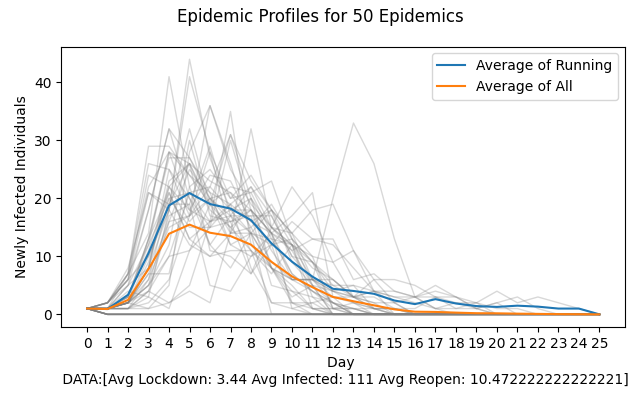 Epidemic Profiles for 50 Epidemics
Average of Running
Average of All
Newly Infected Individuals
40
30
20
10
0
0 1 2 3 4 5 6 7 8 9 10 11 12 13 14 15 16 17 18 19 20 21 22 23 24 25
Day
DATA:[Avg Lockdown: 3.44 Avg Infected: 111 Avg Reopen: 10.472222222222221]